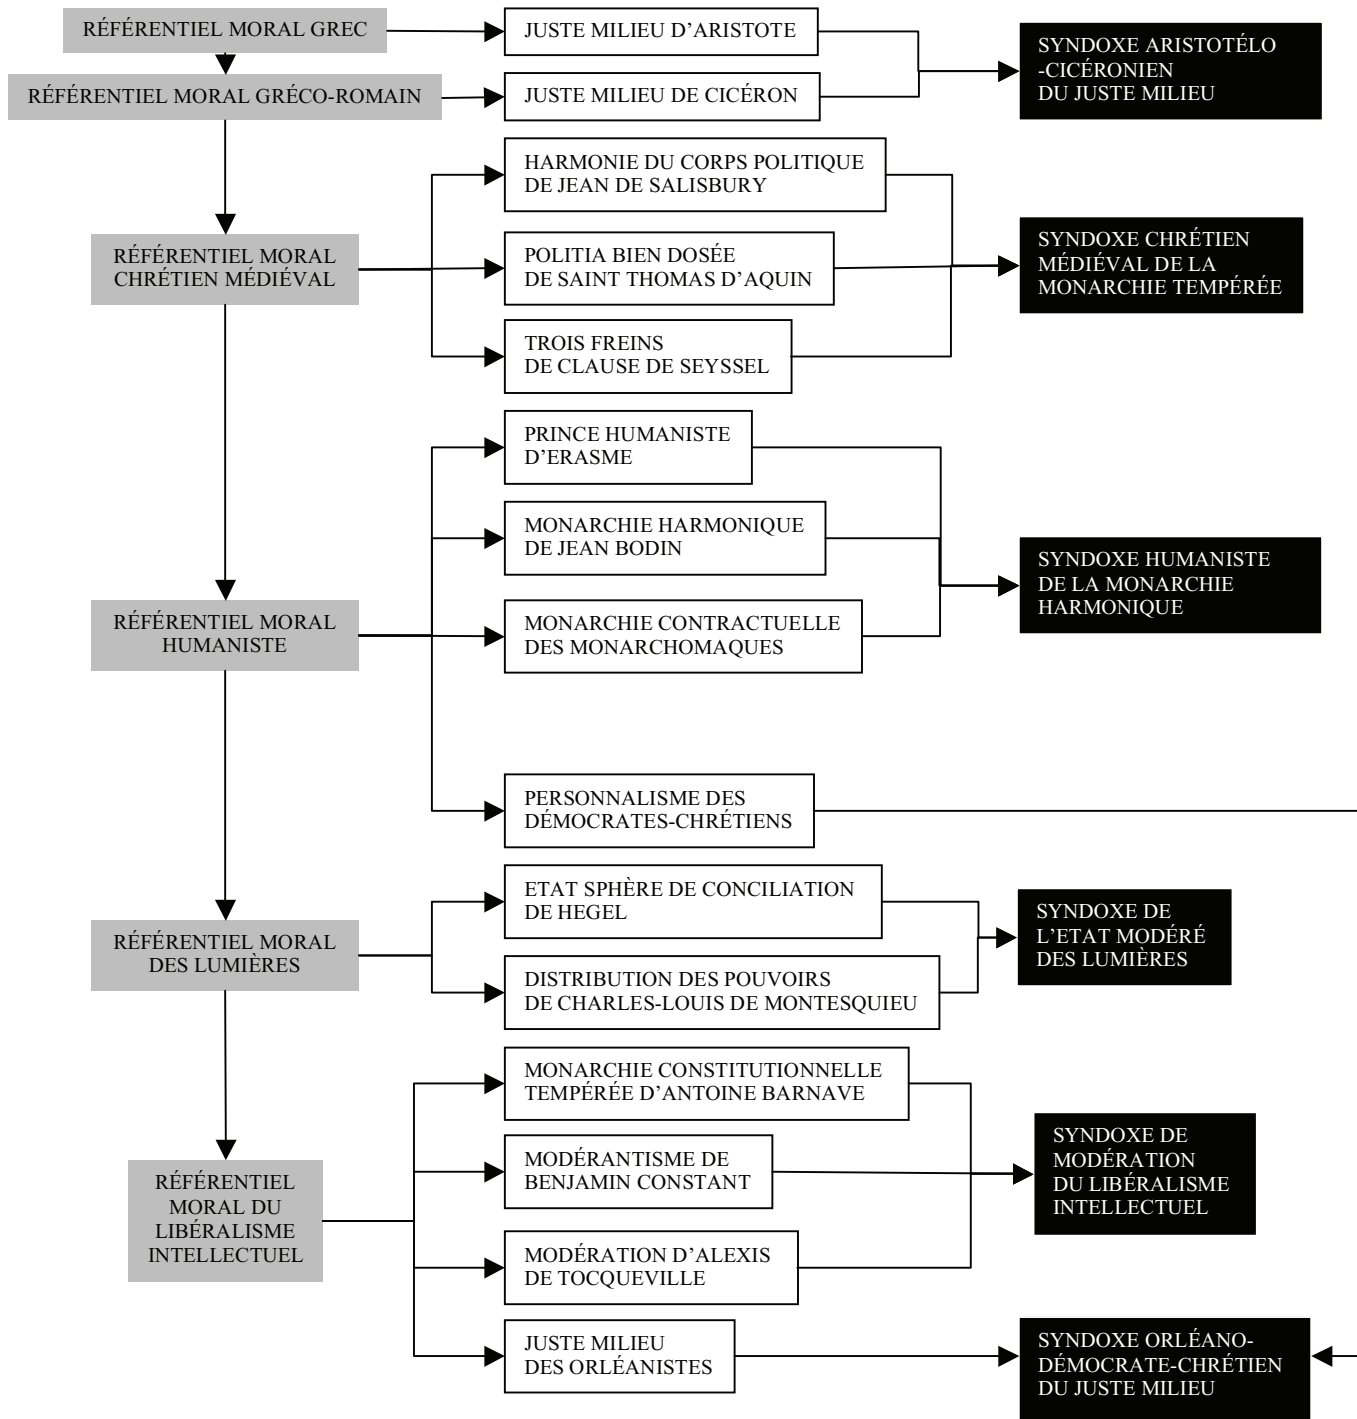 RÉFÉRENTIEL MORAL GREC
JUSTE MILIEU D’ARISTOTE
SYNDOXE ARISTOTÉLO
-CICÉRONIEN
DU JUSTE MILIEU
RÉFÉRENTIEL MORAL GRÉCO-ROMAIN
JUSTE MILIEU DE CICÉRON
HARMONIE DU CORPS POLITIQUE
DE JEAN DE SALISBURY
RÉFÉRENTIEL MORAL
CHRÉTIEN MÉDIÉVAL
POLITIA BIEN DOSÉE
DE SAINT THOMAS D’AQUIN
SYNDOXE CHRÉTIEN
MÉDIÉVAL DE LA
MONARCHIE TEMPÉRÉE
TROIS FREINS
DE CLAUSE DE SEYSSEL
PRINCE HUMANISTE
D’ERASME
MONARCHIE HARMONIQUE
DE JEAN BODIN
SYNDOXE HUMANISTE
DE LA MONARCHIE
HARMONIQUE
RÉFÉRENTIEL MORAL
HUMANISTE
MONARCHIE CONTRACTUELLE
DES MONARCHOMAQUES
PERSONNALISME DES
DÉMOCRATES-CHRÉTIENS
ETAT SPHÈRE DE CONCILIATION
DE HEGEL
RÉFÉRENTIEL MORAL
DES LUMIÈRES
SYNDOXE DE
L’ETAT MODÉRÉ
DES LUMIÈRES
DISTRIBUTION DES POUVOIRS
DE CHARLES-LOUIS DE MONTESQUIEU
MONARCHIE CONSTITUTIONNELLE
TEMPÉRÉE D’ANTOINE BARNAVE
RÉFÉRENTIEL
MORAL DU
LIBÉRALISME
INTELLECTUEL
MODÉRANTISME DE
BENJAMIN CONSTANT
SYNDOXE DE
MODÉRATION
DU LIBÉRALISME
INTELLECTUEL
MODÉRATION D’ALEXIS
DE TOCQUEVILLE
JUSTE MILIEU
DES ORLÉANISTES
SYNDOXE ORLÉANO-
DÉMOCRATE-CHRÉTIEN
DU JUSTE MILIEU